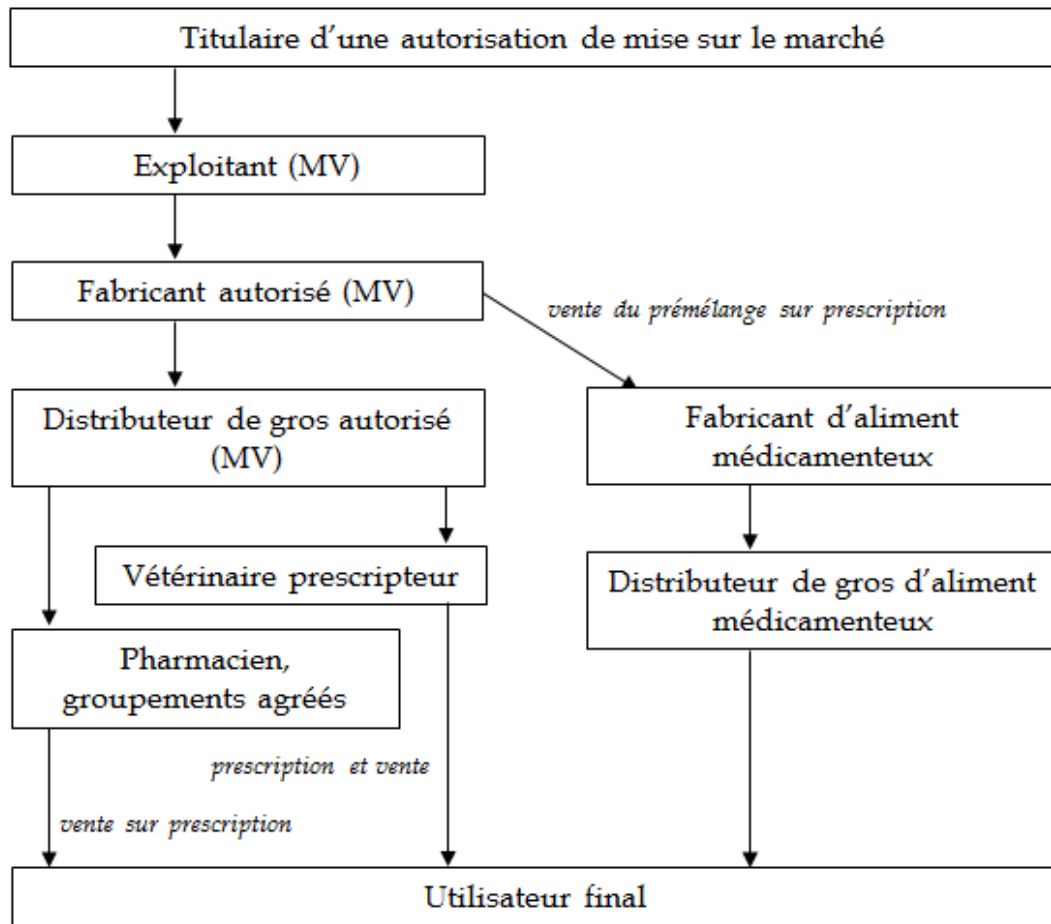 Titulaire d'une autorisation de mise sur le marché
Exploitant (MV)
Fabricant autorisé (MV)
vente du prémélange sur prescription
Distributeur de gros autorisé
(MV)
Fabricant d'aliment
médicamenteux
Vétérinaire prescripteur
Distributeur de gros d'aliment
médicamenteux
Pharmacien,
groupements agréés
prescription et vente
vente sur prescription
Utilisateur final